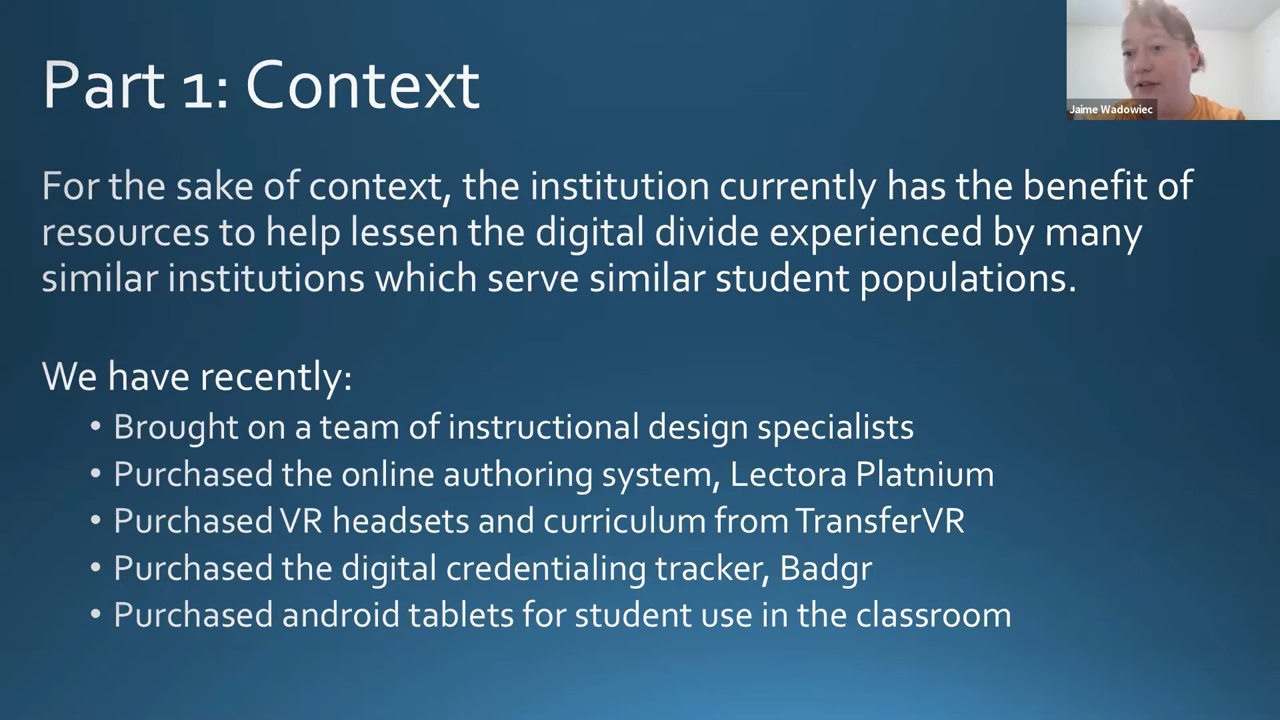 Part 1: Context
Jaime Wadowiec
For the sake of context, the institution currently has the benefit of
resources to help lessen the digital divide experienced by many
similar institutions which serve similar student populations.
We have recently:
• Brought on a team of instructional design specialists
• Purchased the online authoring system, Lectora Platnium
• Purchased VR headsets and curriculum from TransferVR
• Purchased the digital credentialing tracker, Badgr
• Purchased android tablets for student use in the classroom